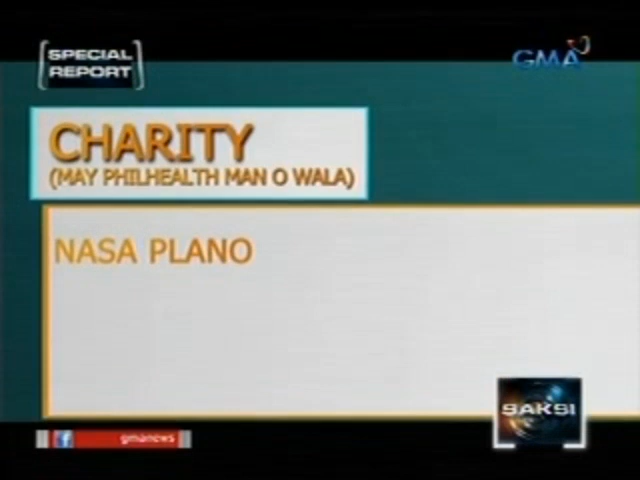 SPECIAL
REPORT
GMA
CHARITY
(MAY PHILHEALTH MAN O WALA)
NASA PLANO
SAKSI
f gmanews